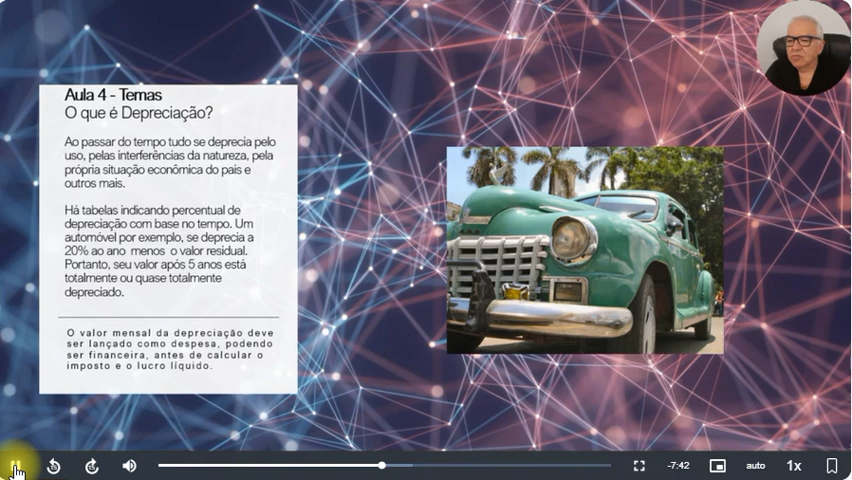 Aula 4 - Temas
O que é Depreciação?
Ao passar do tempo tudo se deprecia pelo
uso, pelas interferências da natureza, pela
própria situação econômica do pais e
outros mais.
Há tabelas indicando percentual de
depreciação com base no tempo. Um
automóvel por exemplo, se deprecia a
20% ao ano menos o valor residual.
Portanto, seu valor após 5 anos está
totalmente ou quase totalmente
depreciado.
O valor mensal da depreciação deve
ser lançado como despesa, podendo
ser financeira, antes de calcular o
imposto e o lucro líquido.
-7:42 auto 1x